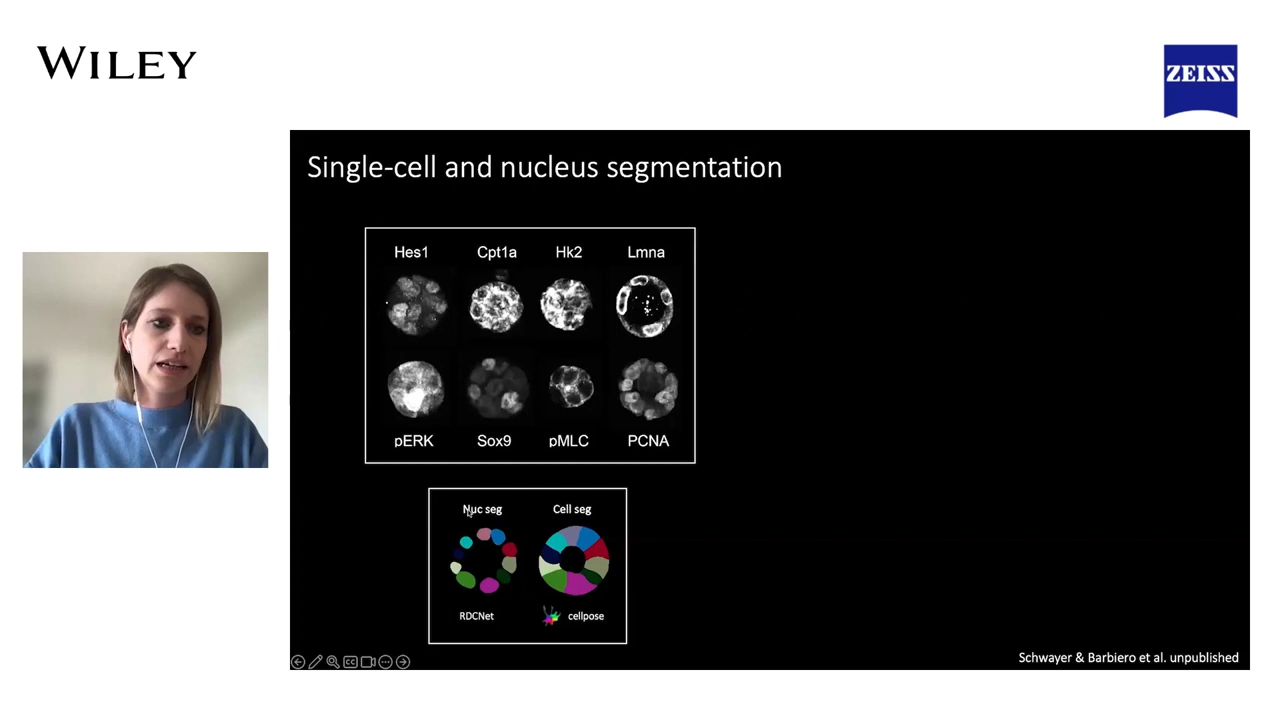 WILEY
ZEISS
Single-cell and nucleus segmentation
Hes1 Cpt1a Hk2 Lmna
pERK Sox9 pMLC PCNA
Nuc seg Cell seg
RDCNet cellpose
CC
Schwayer & Barbiero et al. unpublished